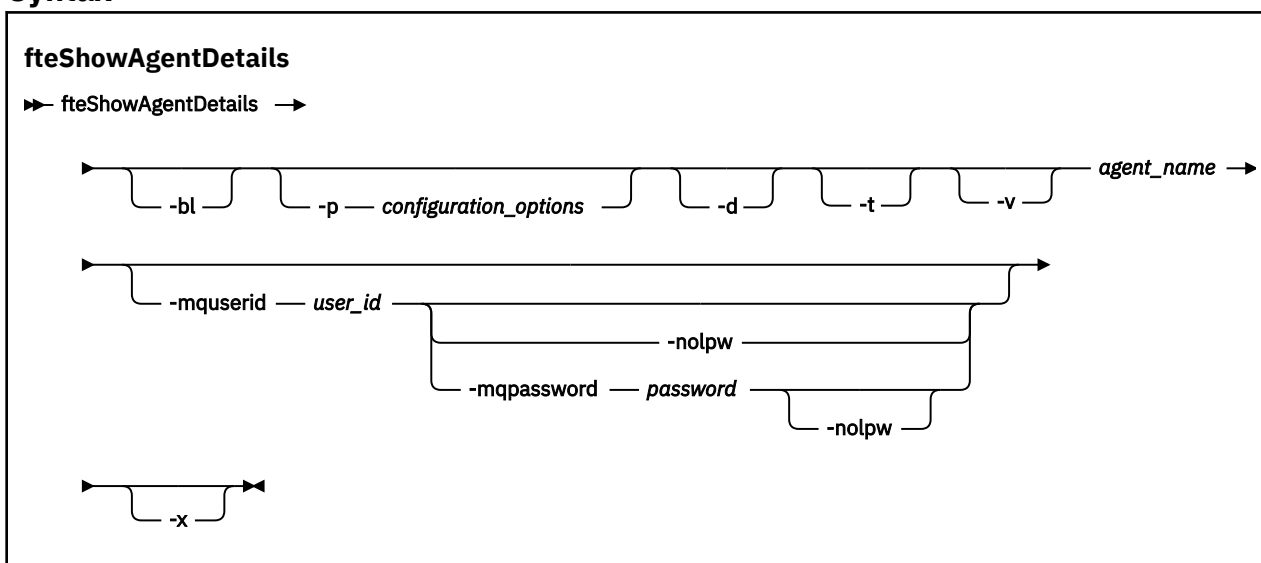 Syntax
fteShowAgentDetails
fteShowAgentDetails
-bl -p configuration_options -d -t -v agent_name
-mquserid user_id
-nolpw
-mqpassword password
-nolpw
-x